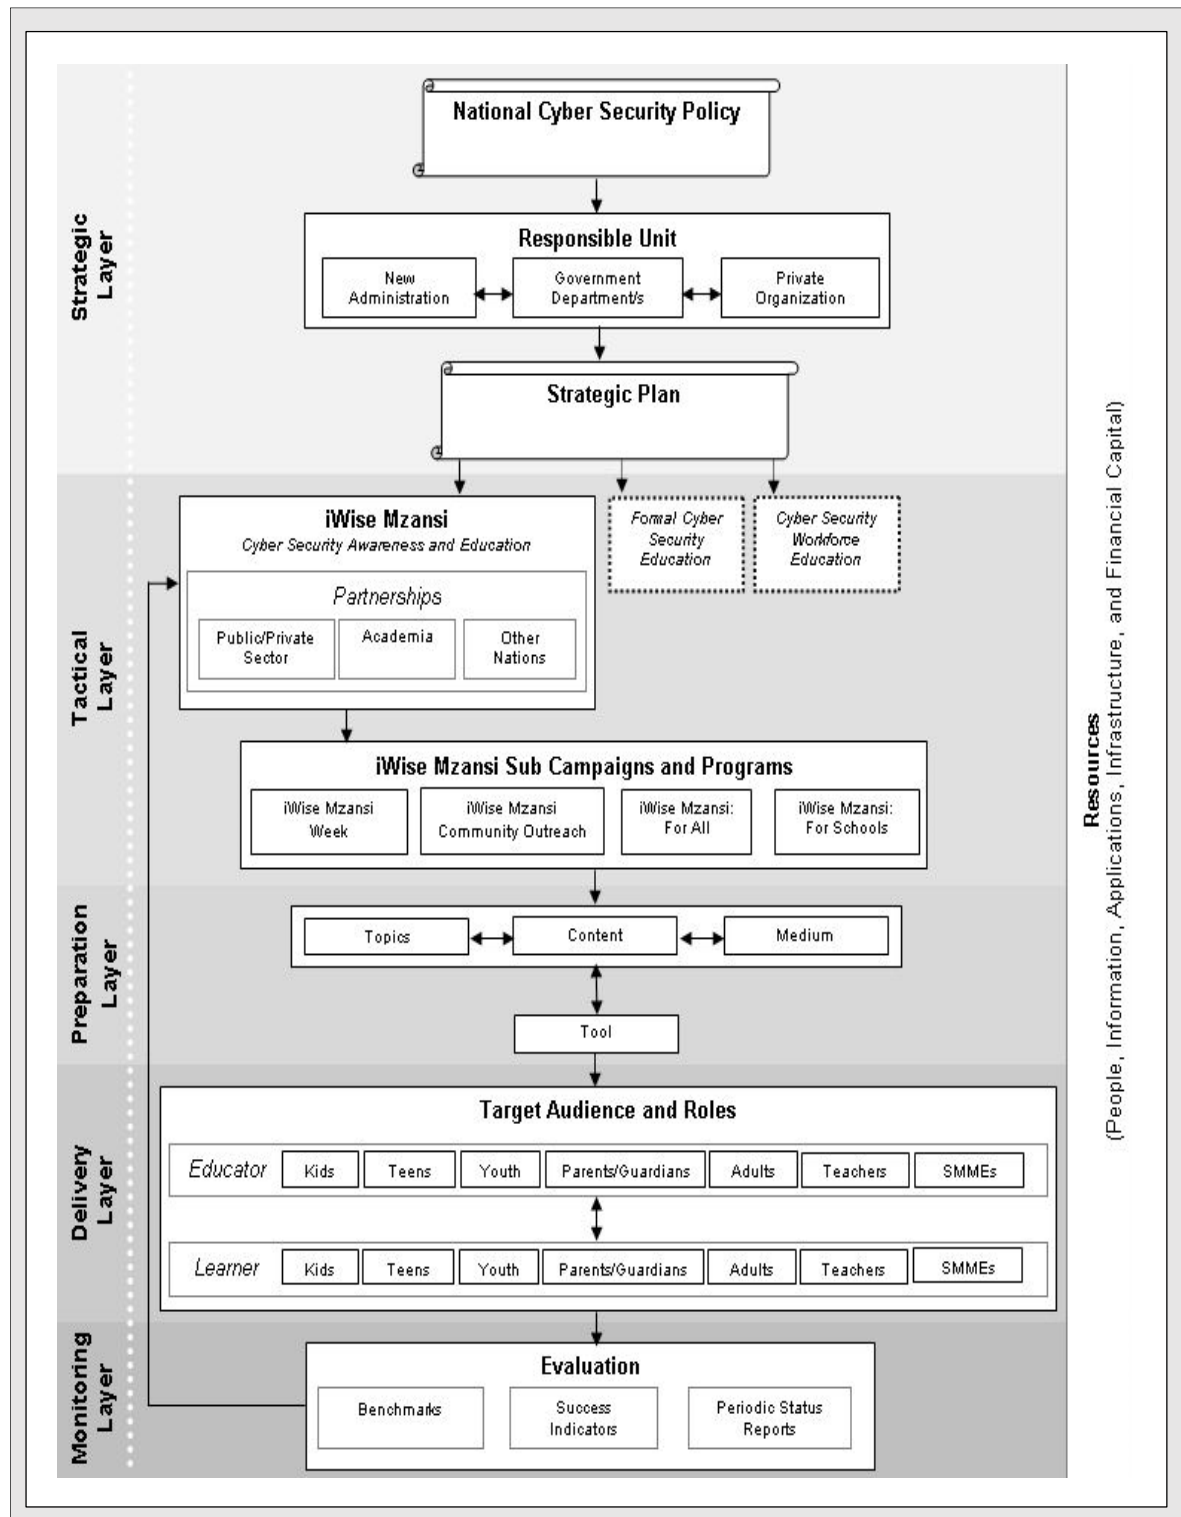 National Cyber Security Policy
Strategic
Layer
Responsible Unit
New
Administration
Government
Department/s
Private
Organization
Strategic Plan
Tactical
Layer
iWise Mzansi
Cyber Security Awareness and Education
Partnerships
Public/Private
Sector
Academia
Other
Nations
Formal Cyber
Security
Education
Cyber Security
Workforce
Education
iWise Mzansi Sub Campaigns and Programs
iWise Mzansi
Week
iWise Mzansi
Community Outreach
iWise Mzansi:
For All
iWise Mzansi:
For Schools
Preparation
Layer
Topics
Content
Medium
Tool
Delivery
Layer
Target Audience and Roles
Educator
Kids
Teens
Youth
Parents/Guardians
Adults
Teachers
SMMEs
Learner
Kids
Teens
Youth
Parents/Guardians
Adults
Teachers
SMMEs
Monitoring
Layer
Evaluation
Benchmarks
Success
Indicators
Periodic Status
Reports
Resources
(People, Information, Applications, Infrastructure, and Financial Capital)